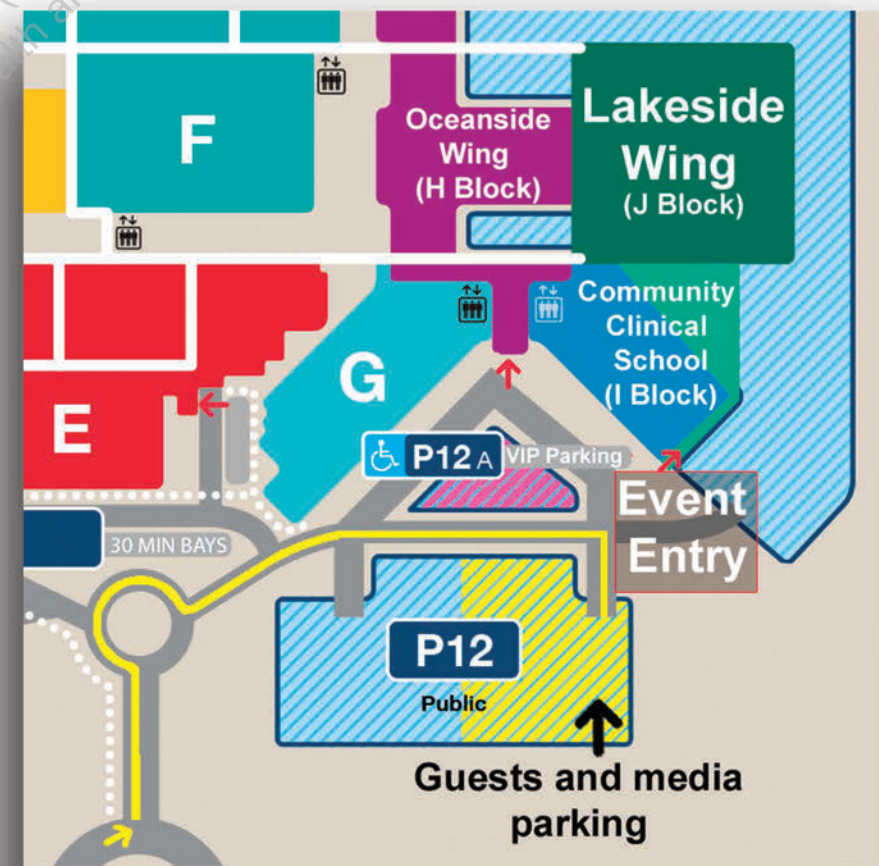 F
Oceanside
Wing
(H Block)
Lakeside
Wing
(J Block)
Community
Clinical
School
(I Block)
G
E
P12 A
VIP Parking
Event
Entry
30 MIN BAYS
P12
Public
Guests and media
parking